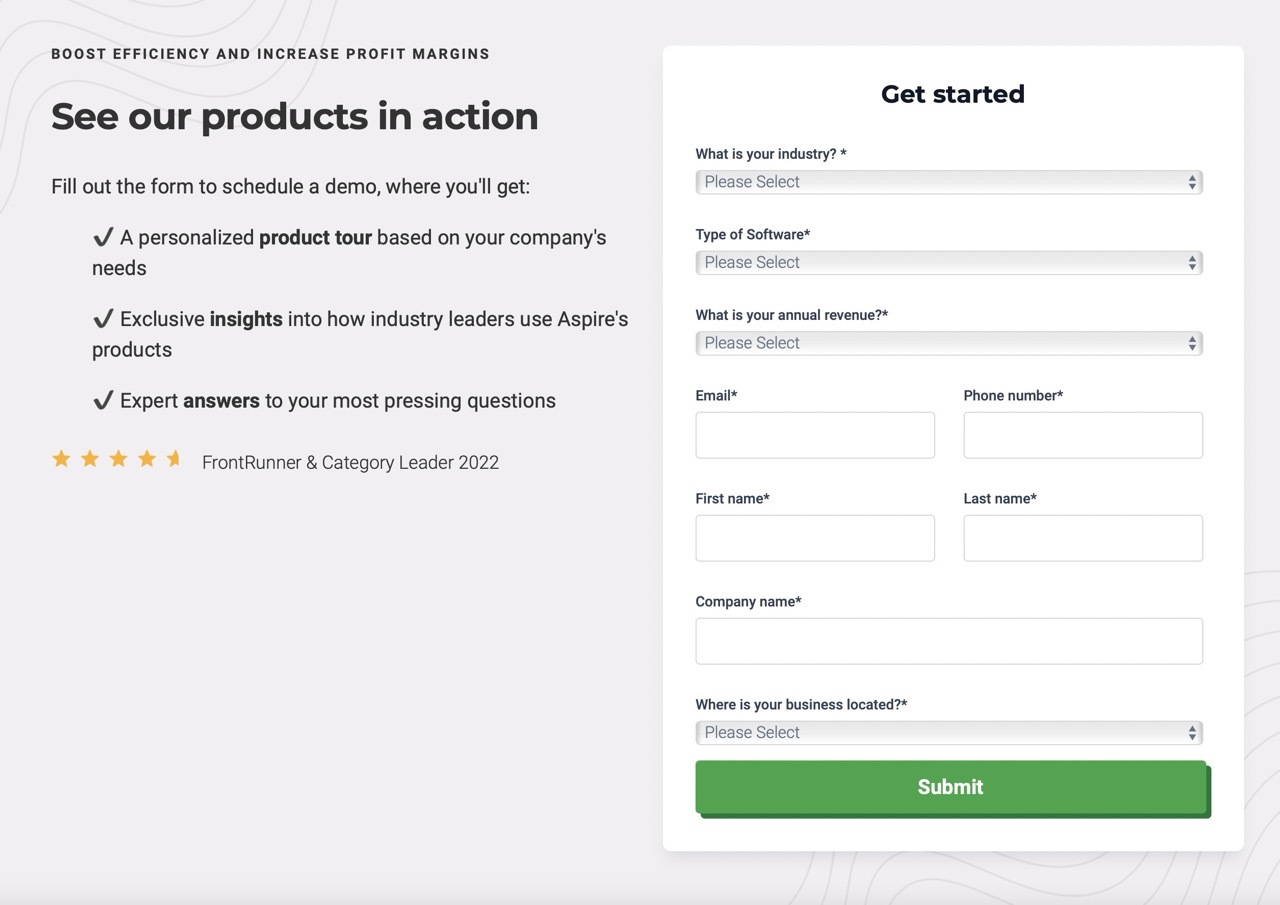 BOOST EFFICIENCY AND INCREASE PROFIT MARGINS
See our products in action
Fill out the form to schedule a demo, where you'll get:
✔ A personalized product tour based on your company's
needs
✔ Exclusive insights into how industry leaders use Aspire's
products
✔ Expert answers to your most pressing questions
FrontRunner & Category Leader 2022
Get started
What is your industry? *
Please Select
Type of Software*
Please Select
What is your annual revenue?*
Please Select
Email*
Phone number*
First name*
Last name*
Company name*
Where is your business located?*
Please Select
Submit